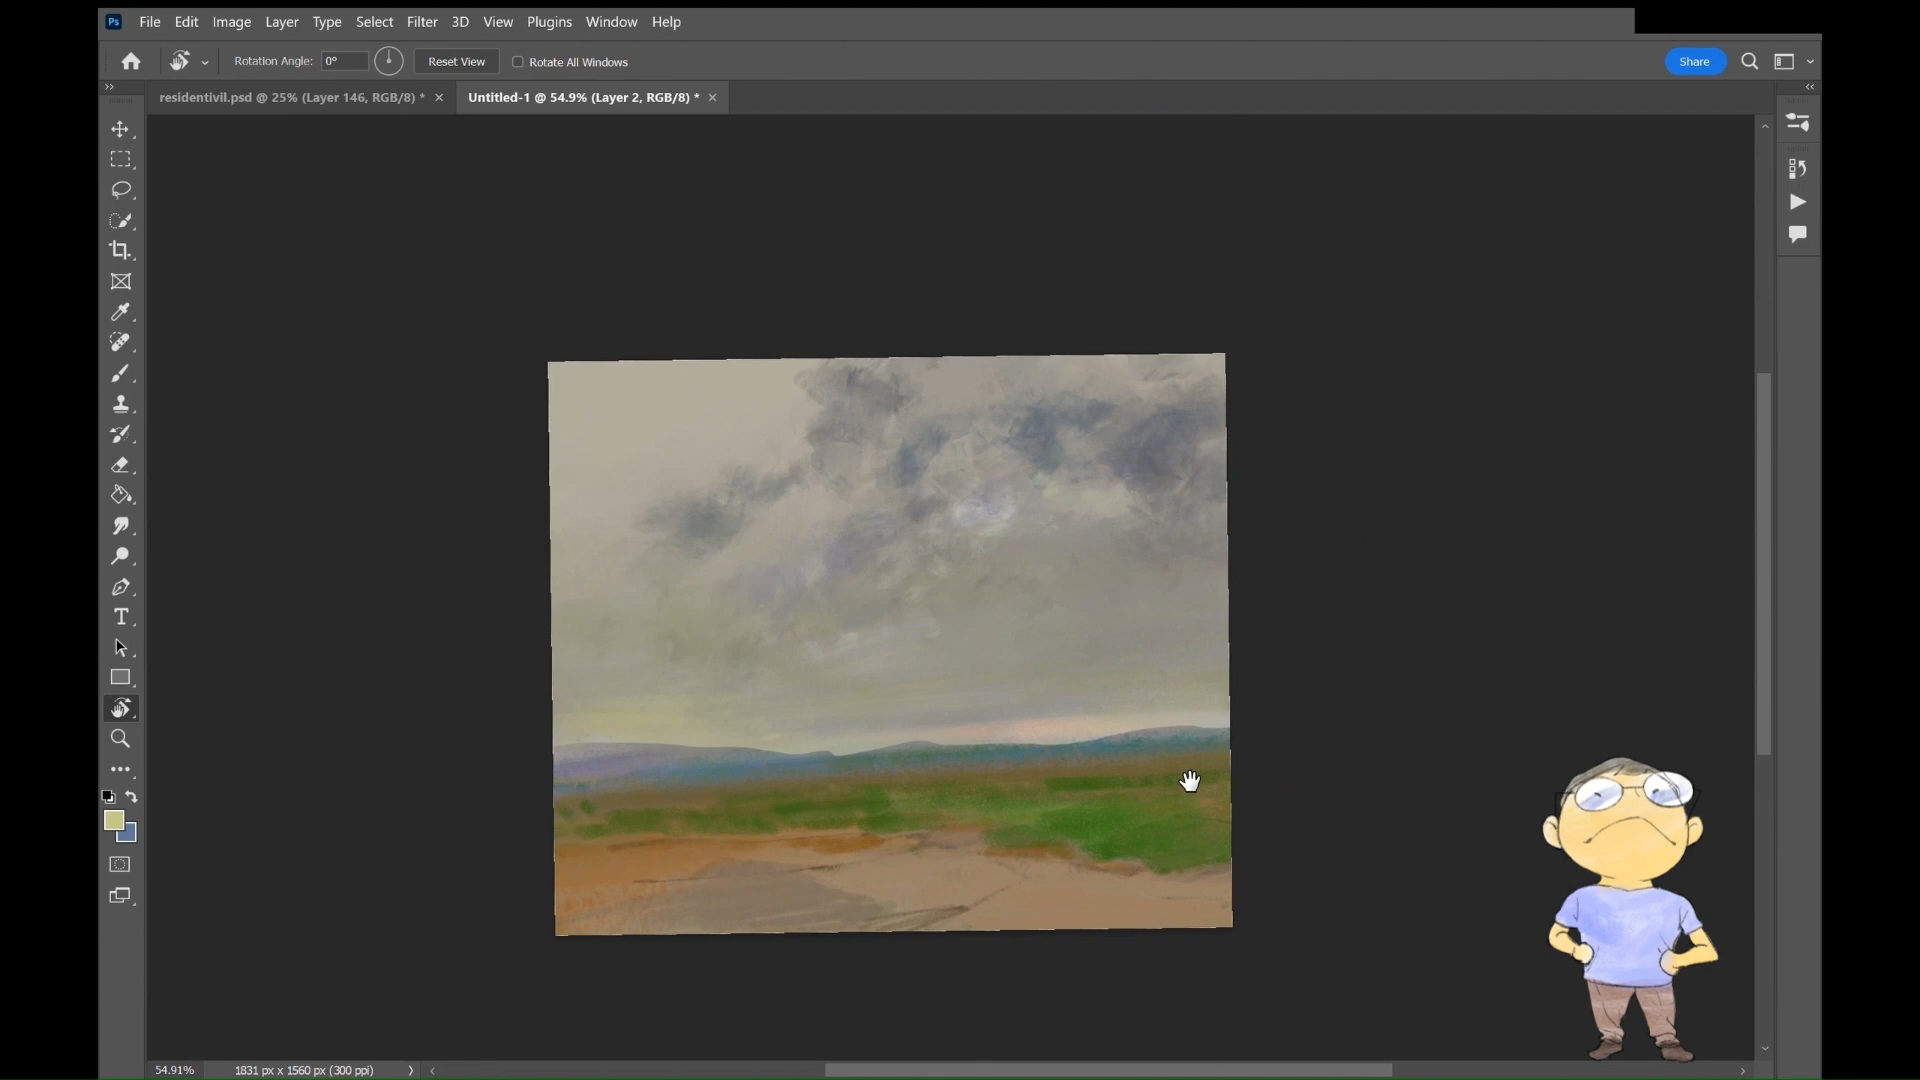 Ps File Edit Image Layer Type Select Filter 3D View Plugins Window Help
Rotation Angle: 0° Reset View Rotate All Windows Share
residentivil.psd @ 25% (Layer 146, RGB/8) * × Untitled-1 @ 54.9% (Layer 2, RGB/8) * ×
54.91% 1831 px x 1560 px (300 ppi)